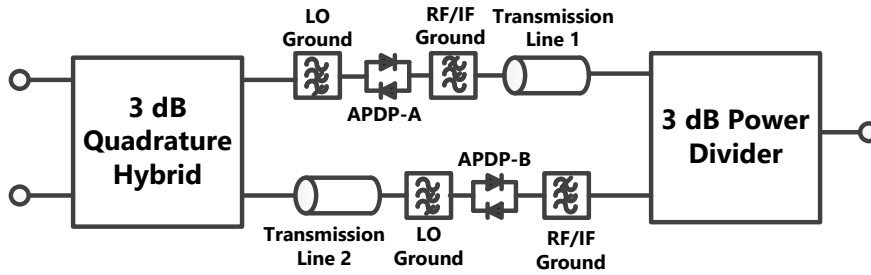 LO
Ground
RF/IF
Ground
Transmission
Line 1
APDP-A
3 dB
Quadrature
Hybrid
3 dB Power
Divider
APDP-B
Transmission
Line 2
LO
Ground
RF/IF
Ground